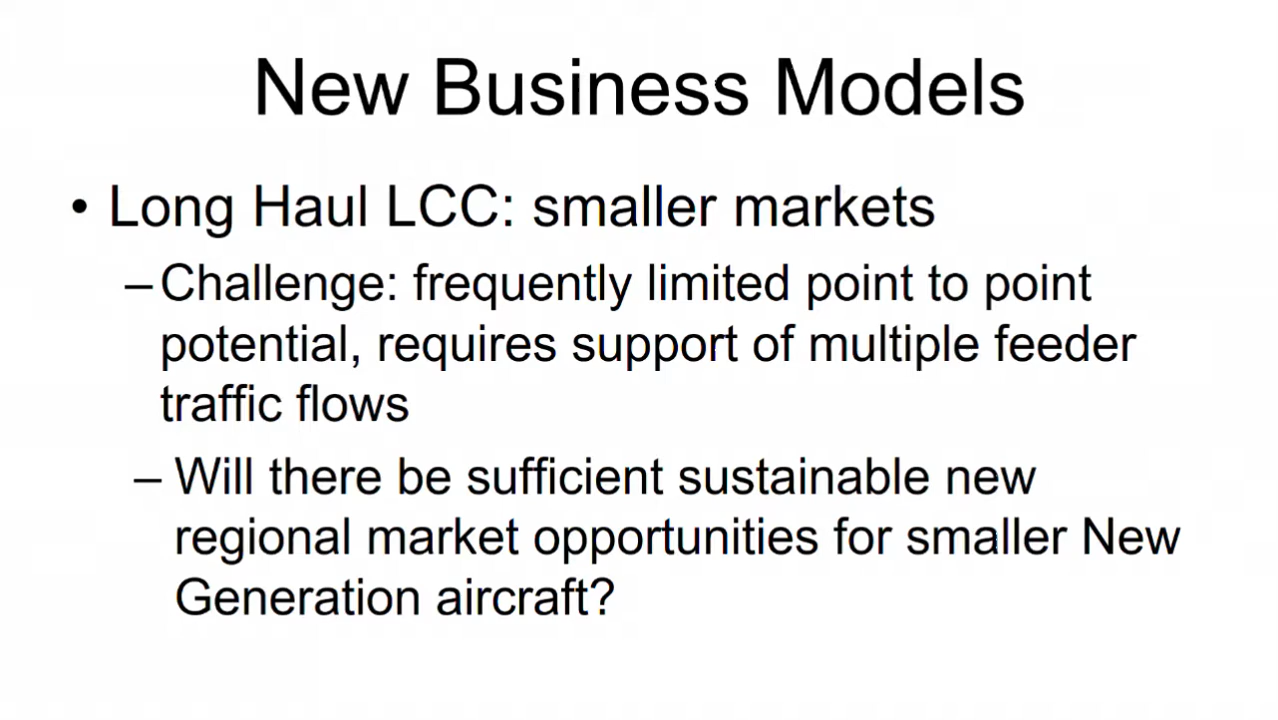 New Business Models
• Long Haul LCC: smaller markets
–Challenge: frequently limited point to point
potential, requires support of multiple feeder
traffic flows
– Will there be sufficient sustainable new
regional market opportunities for smaller New
Generation aircraft?